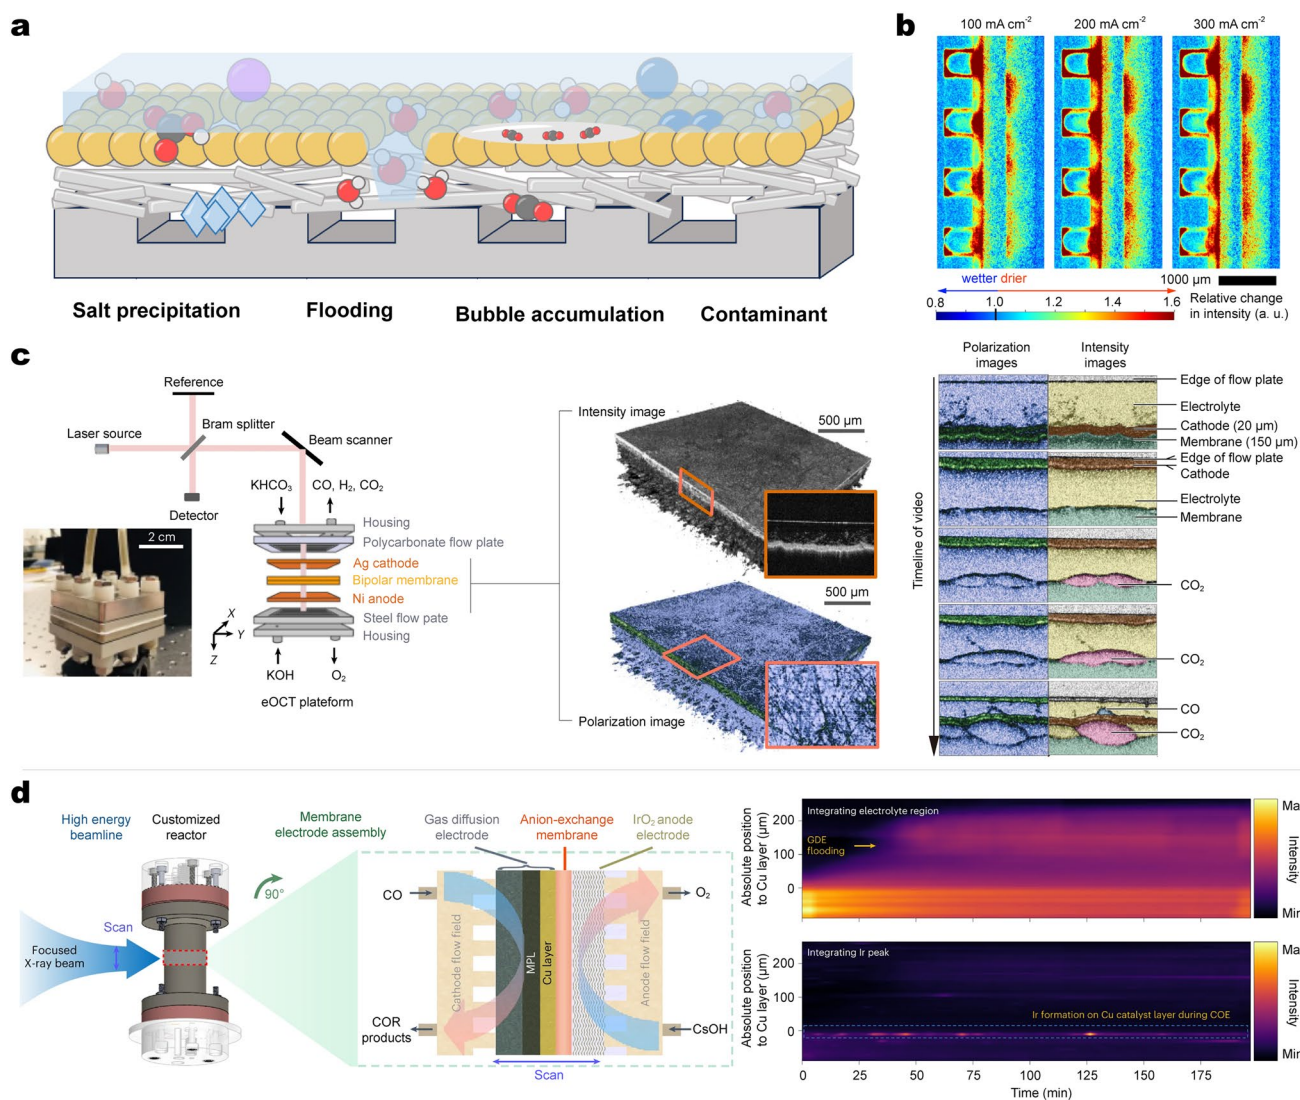 a
Salt precipitation
Flooding
Bubble accumulation
Contaminant
b
100 mA cm⁻²
200 mA cm⁻²
300 mA cm⁻²
wetter drier
1000 µm
0.8
1.0
1.2
1.4
1.6
Relative change
in intensity (a. u.)
c
Reference
Bram splitter
Laser source
Beam scanner
Detector
2 cm
KHCO₃
CO, H₂, CO₂
Housing
Polycarbonate flow plate
Ag cathode
Bipolar membrane
Ni anode
Steel flow pate
Housing
X
Y
Z
KOH
O₂
eOCT plateform
Intensity image
500 µm
500 µm
Polarization image
Polarization
images
Intensity
images
Timeline of video
Edge of flow plate
Electrolyte
Cathode (20 µm)
Membrane (150 µm)
Edge of flow plate
Cathode
Electrolyte
Membrane
CO₂
CO₂
CO
CO₂
d
High energy
beamline
Customized
reactor
Membrane
electrode assembly
90°
Scan
Focused
X-ray beam
Gas diffusion
electrode
Anion-exchange
membrane
IrO₂ anode
electrode
CO
O₂
Cathode flow field
MPL
Cu layer
Anode flow field
COR
products
CsOH
Scan
Absolute position
to Cu layer (µm)
200
100
0
Integrating electrolyte region
GDE
flooding
Ma
Intensity
Min
Absolute position
to Cu layer (µm)
200
100
0
Integrating Ir peak
Ir formation on Cu catalyst layer during COE
Ma
Intensity
Min
0
25
50
75
100
125
150
175
Time (min)